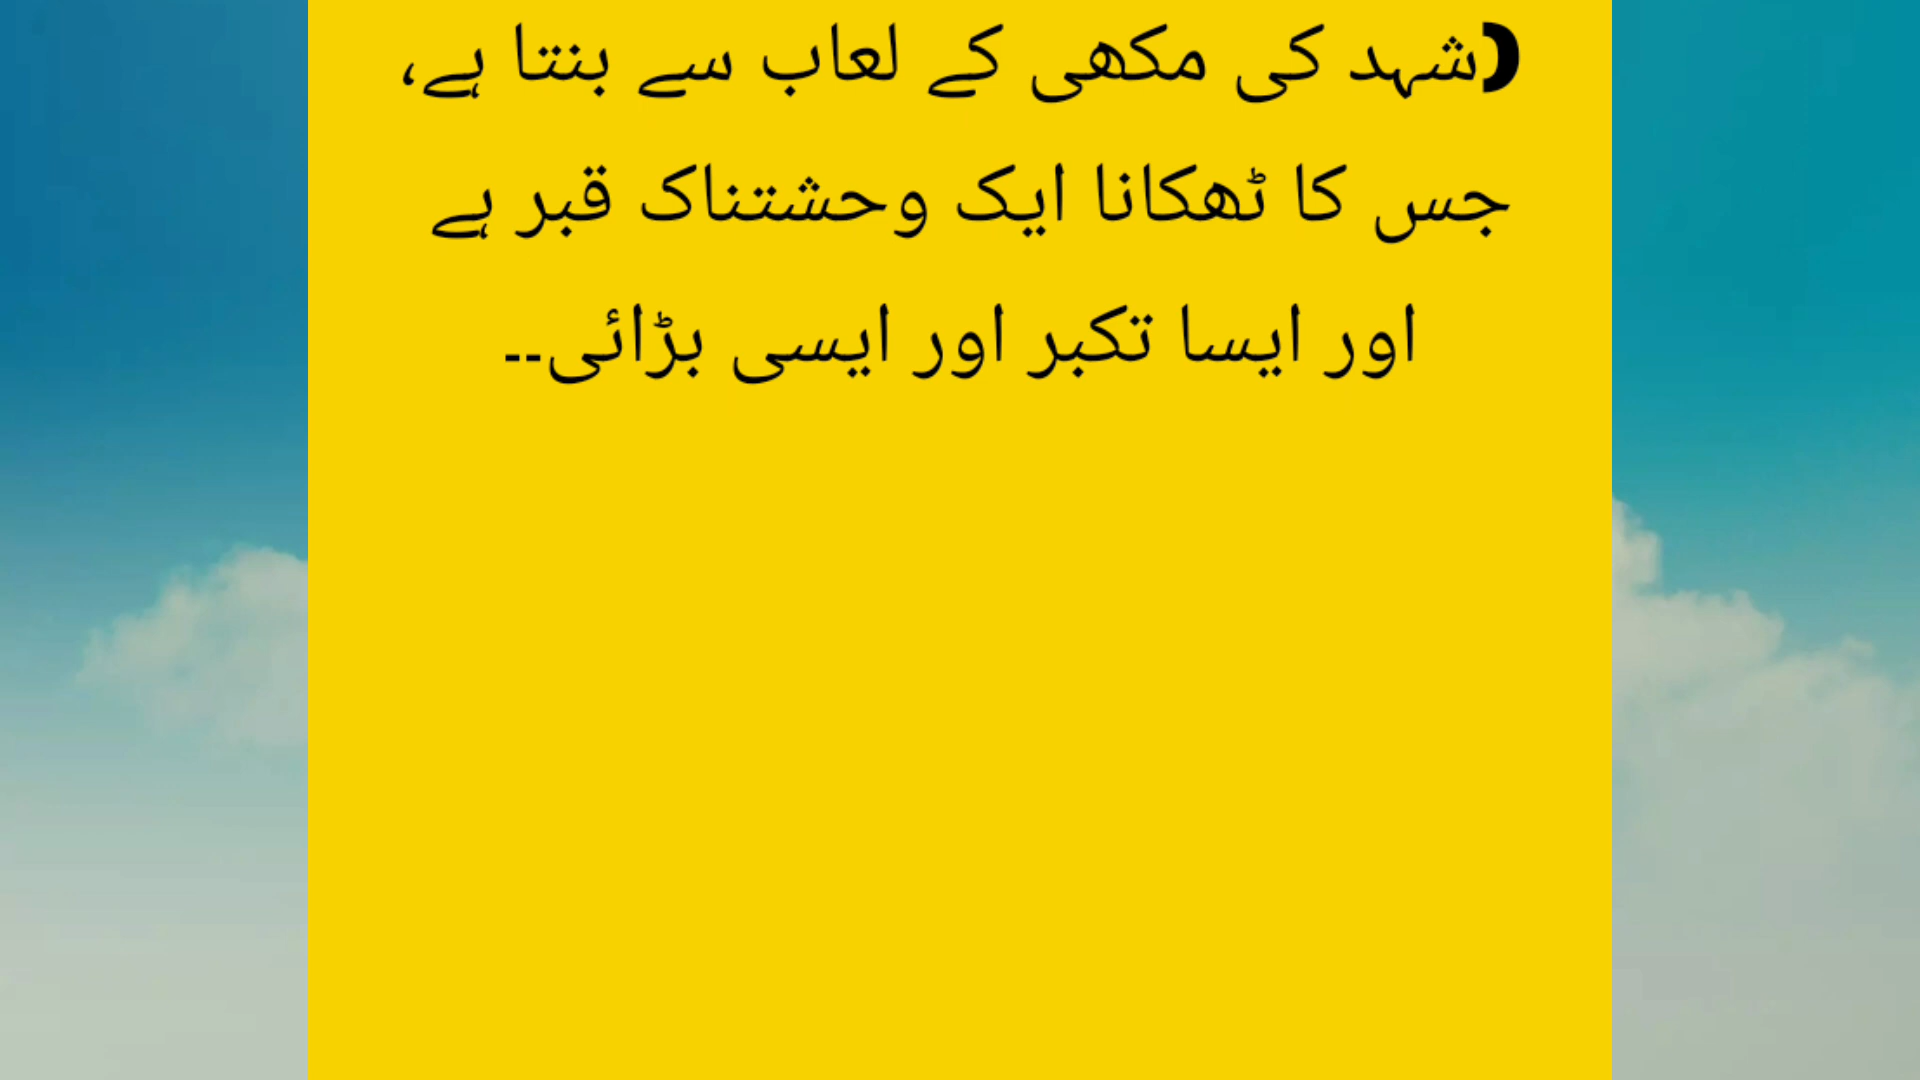 )شہد کی مکھی کے لعاب سے بنتا ہے،
جس کا ٹھکانا ایک وحشتناک قبر ہے
اور ایسا تکبر اور ایسی بڑائی--